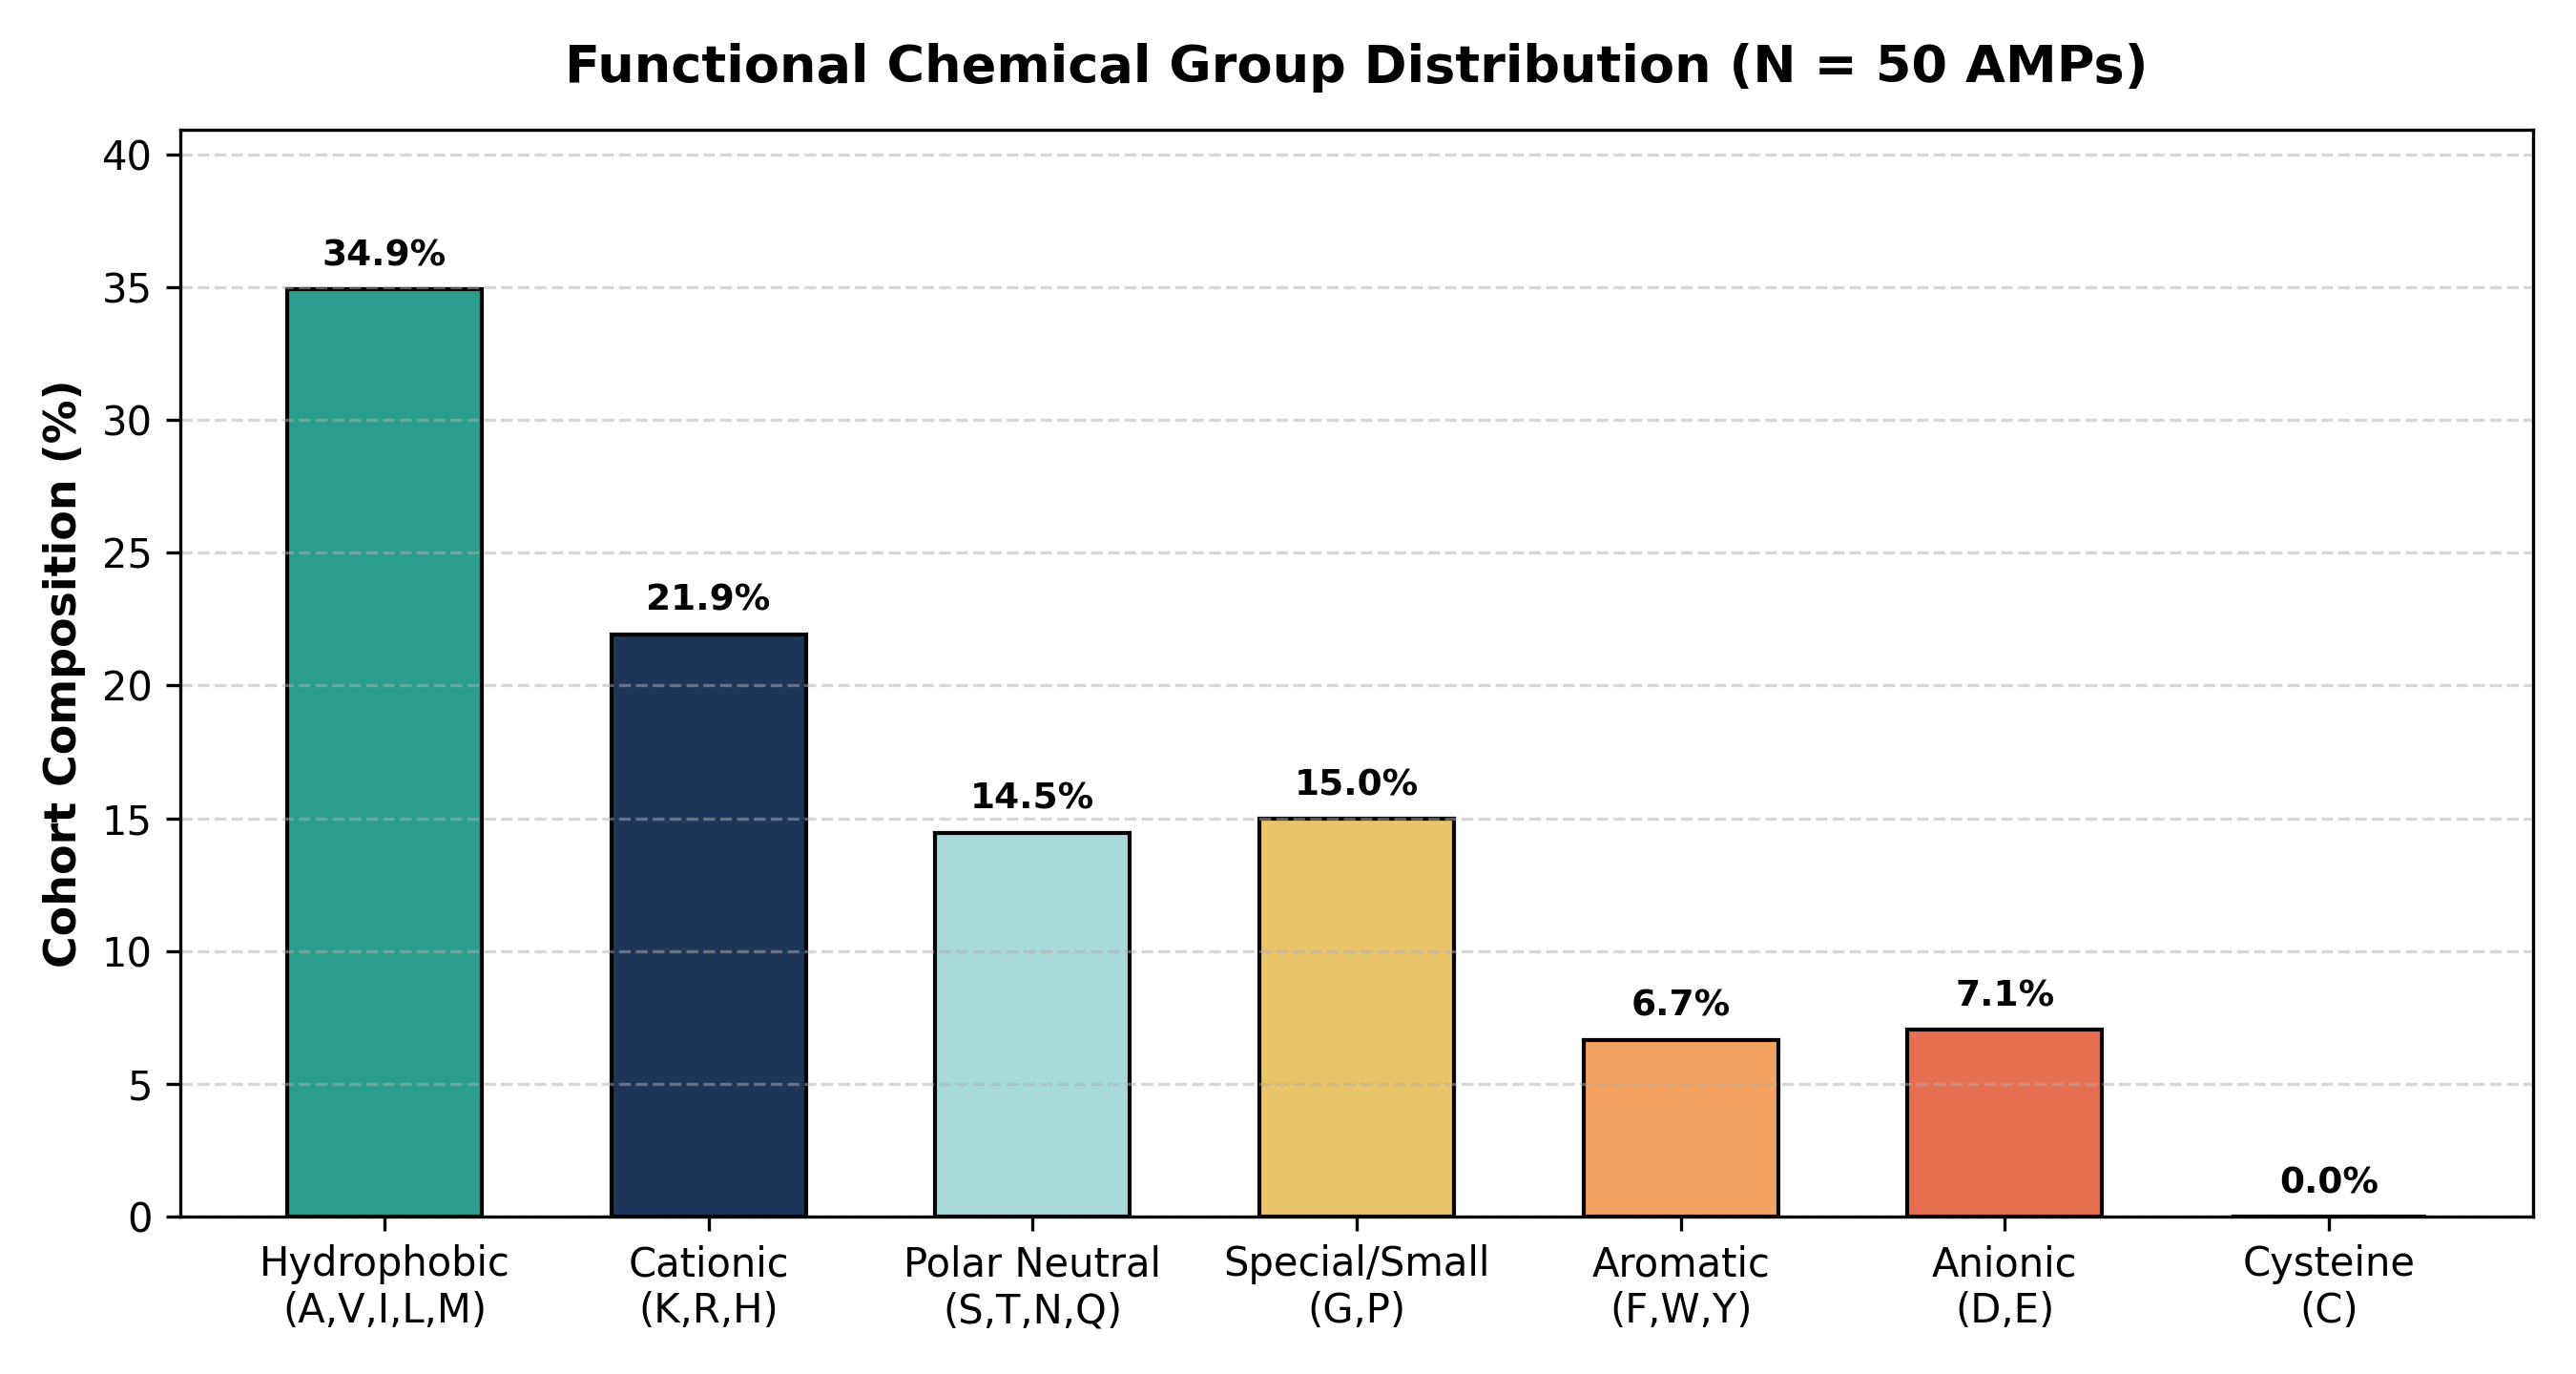 Functional Chemical Group Distribution (N = 50 AMPs)
Cohort Composition (%)
40
35
30
25
20
15
10
5
0
34.9%
21.9%
14.5%
15.0%
6.7%
7.1%
0.0%
Hydrophobic
(A,V,I,L,M)
Cationic
(K,R,H)
Polar Neutral
(S,T,N,Q)
Special/Small
(G,P)
Aromatic
(F,W,Y)
Anionic
(D,E)
Cysteine
(C)